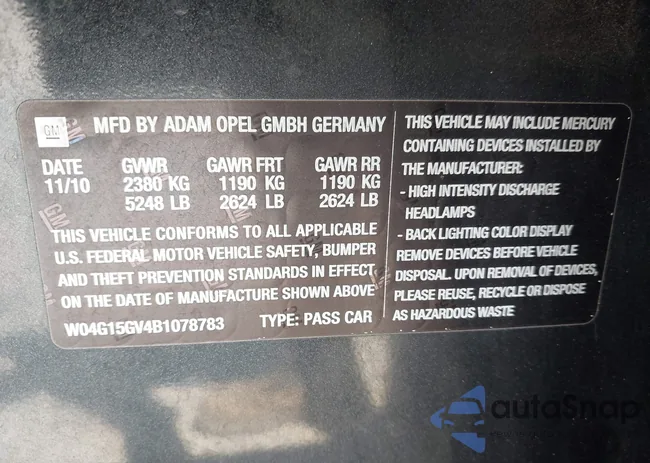 GM MFD BY ADAM OPEL GMBH GERMANY
DATE GVWR GAWR FRT GAWR RR
11/10 2380 KG 1190 KG 1190 KG
5248 LB 2624 LB 2624 LB
THIS VEHICLE CONFORMS TO ALL APPLICABLE
U.S. FEDERAL MOTOR VEHICLE SAFETY, BUMPER
AND THEFT PREVENTION STANDARDS IN EFFECT
ON THE DATE OF MANUFACTURE SHOWN ABOVE
W04G15GV4B1078783 TYPE: PASS CAR
THIS VEHICLE MAY INCLUDE MERCURY
CONTAINING DEVICES INSTALLED BY
THE MANUFACTURER:
- HIGH INTENSITY DISCHARGE
HEADLAMPS
- BACK LIGHTING COLOR DISPLAY
REMOVE DEVICES BEFORE VEHICLE
DISPOSAL. UPON REMOVAL OF DEVICES,
PLEASE REUSE, RECYCLE OR DISPOSE
AS HAZARDOUS WASTE
autoSnap